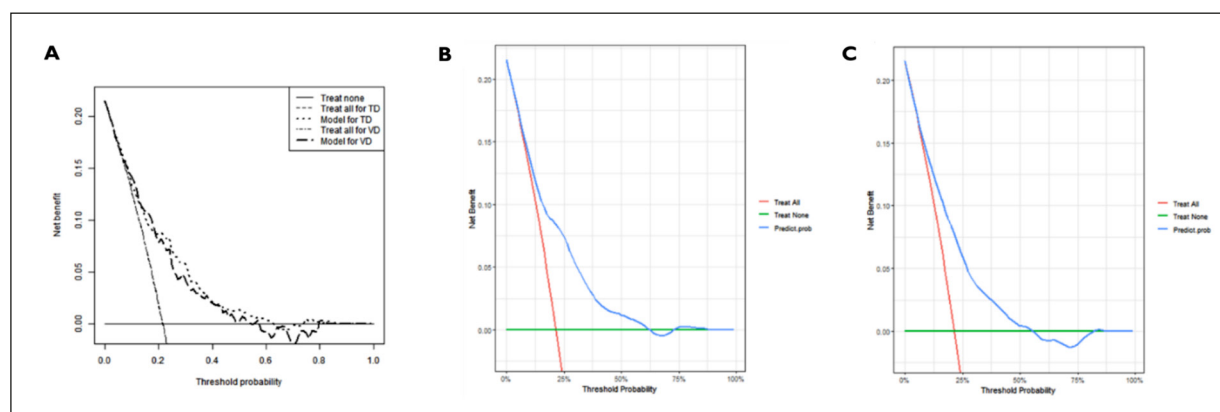 A
Treat none
Treat all for TD
Model for TD
Treat all for VD
Model for VD
Net benefit
0.20
0.15
0.10
0.05
0.00
0.0 0.2 0.4 0.6 0.8 1.0
Threshold probability
B
Net Benefit
0.20
0.15
0.10
0.05
0.00
0% 25% 50% 75% 100%
Threshold Probability
Treat All
Treat None
Predict.prob
C
Net Benefit
0.20
0.15
0.10
0.05
0.00
0% 25% 50% 75% 100%
Threshold Probability
Treat All
Treat None
Predict.prob